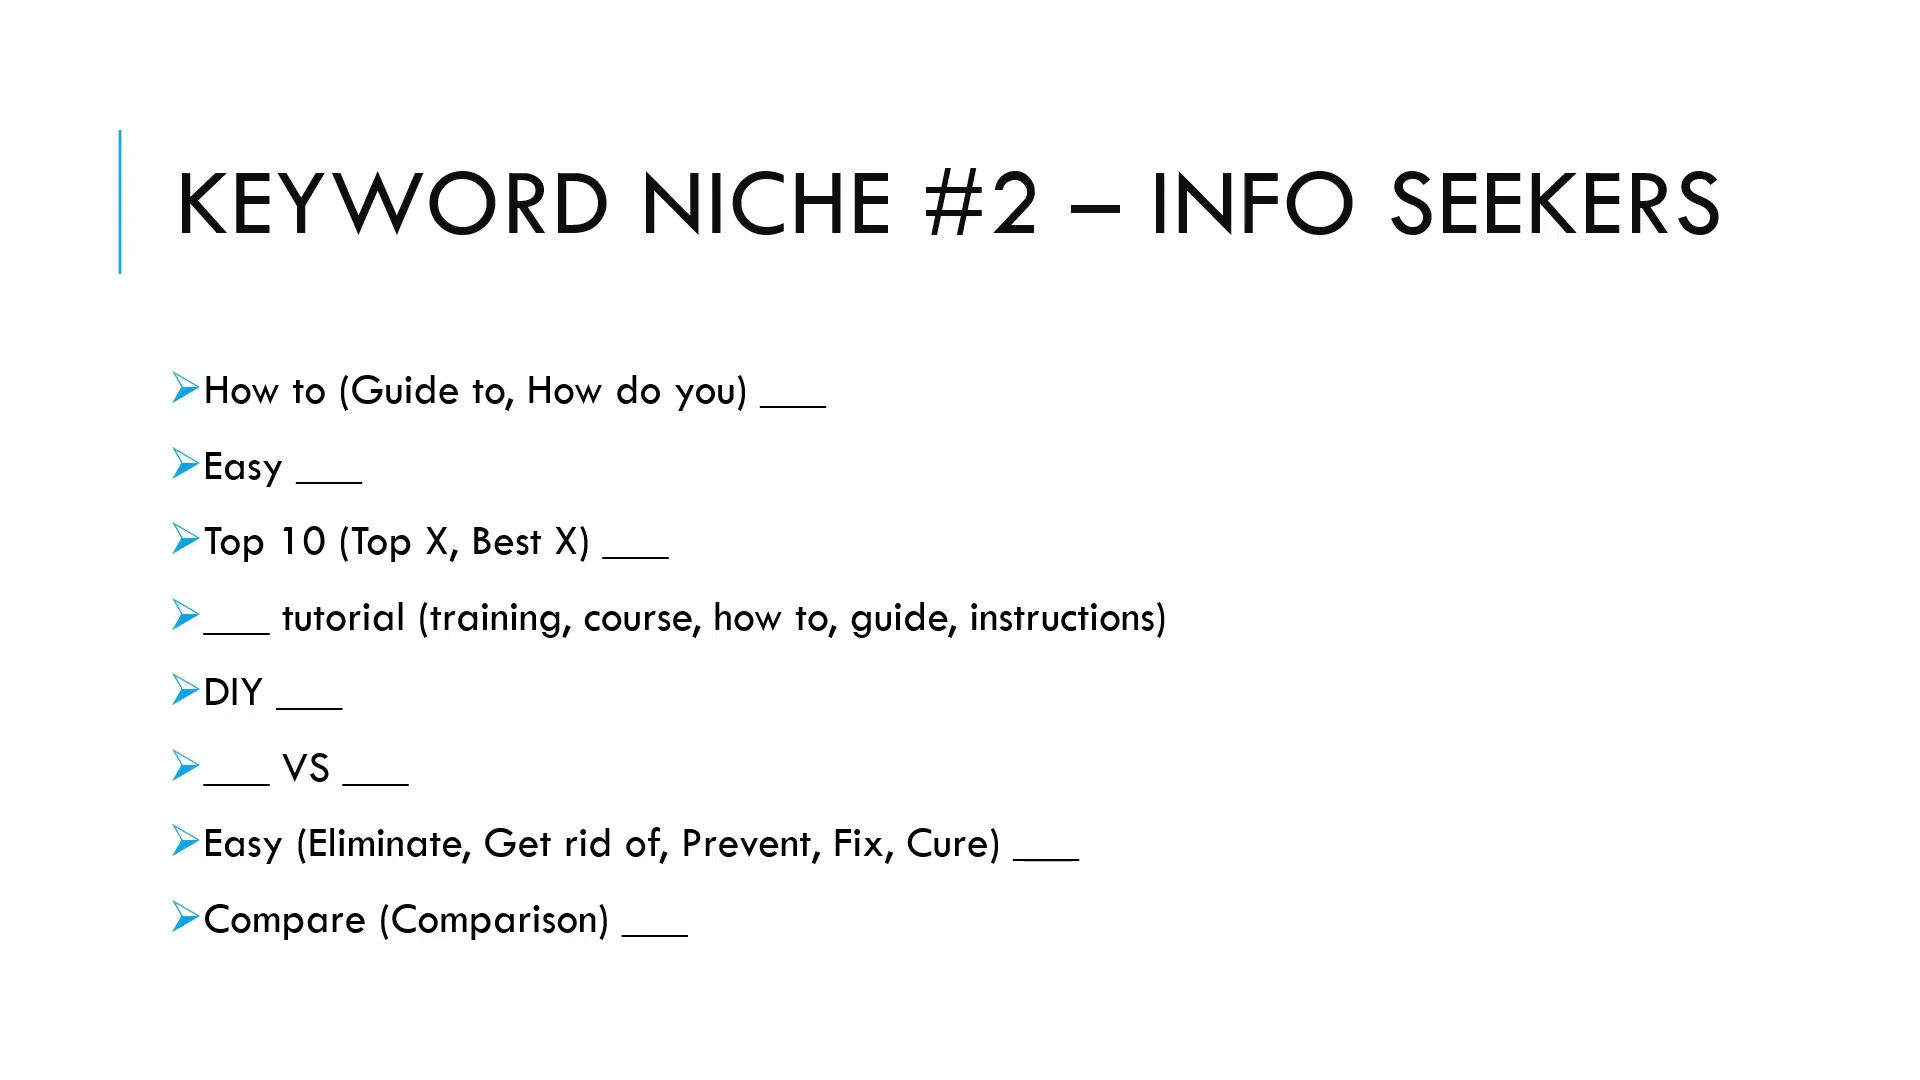 KEYWORD NICHE #2 – INFO SEEKERS
How to (Guide to, How do you) ___
Easy ___
Top 10 (Top X, Best X) ___
___ tutorial (training, course, how to, guide, instructions)
DIY ___
___ VS ___
Easy (Eliminate, Get rid of, Prevent, Fix, Cure) ___
Compare (Comparison) ___